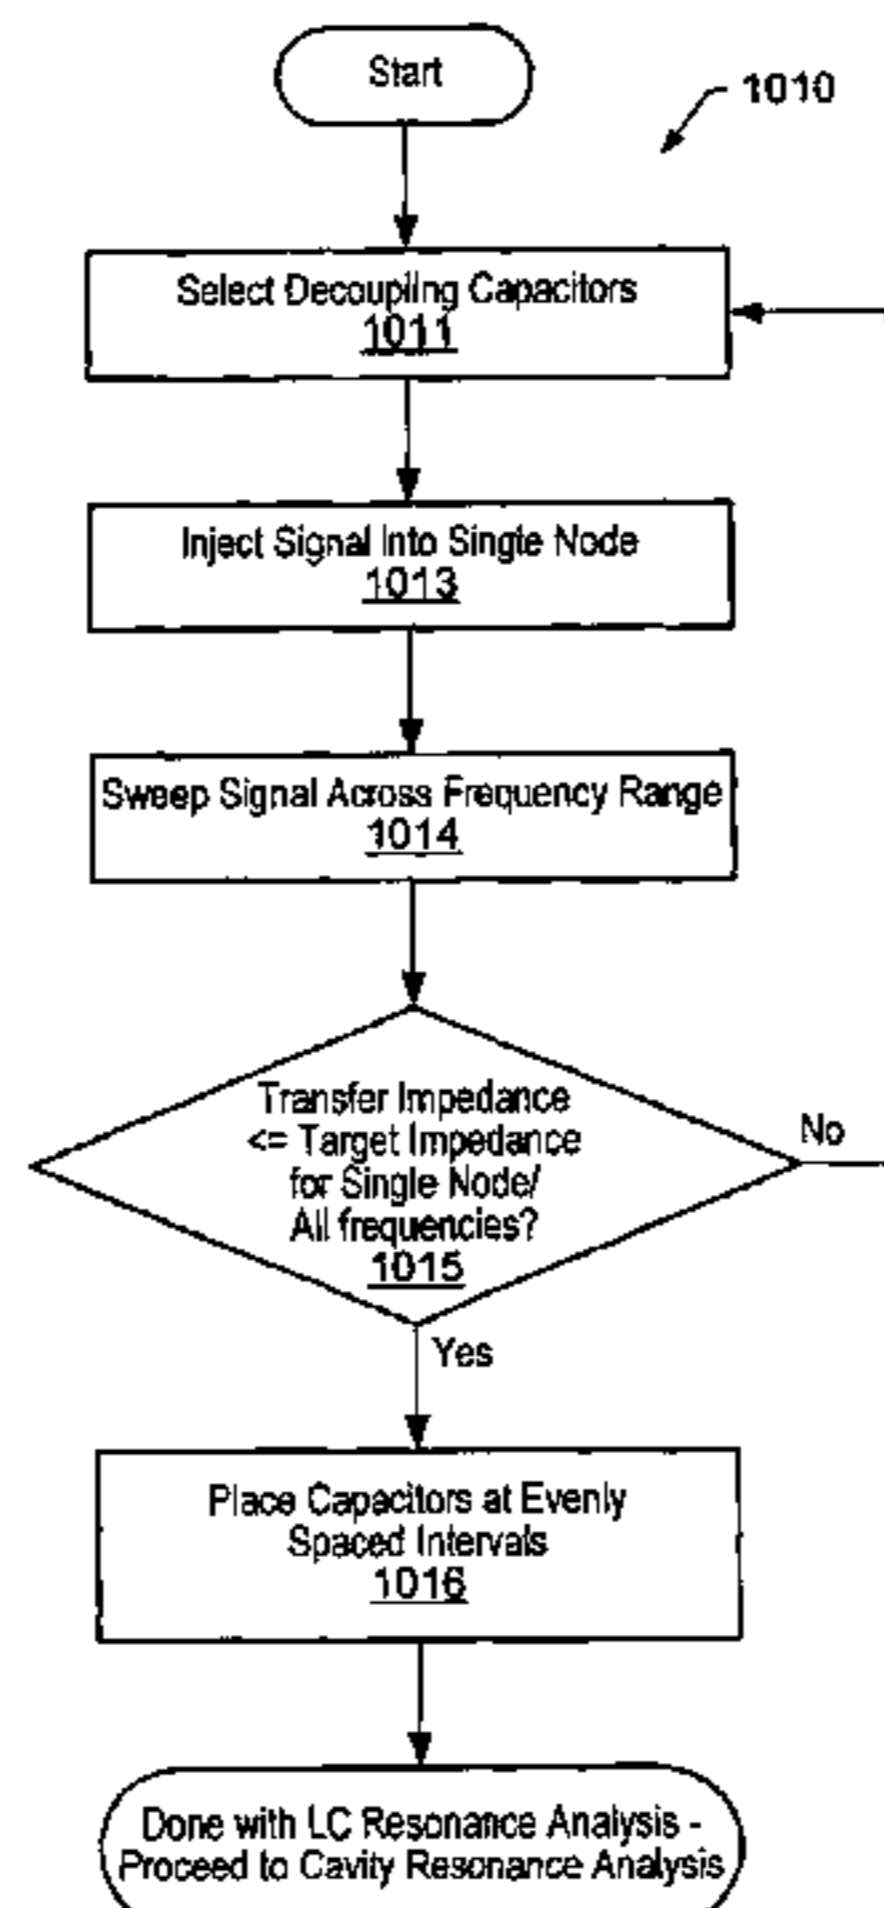 Start
1010
Select Decoupling Capacitors
1011
Inject Signal Into Single Node
1013
Sweep Signal Across Frequency Range
1014
Transfer Impedance
<= Target Impedance
for Single Node/
All frequencies?
1015
No
Yes
Place Capacitors at Evenly
Spaced Intervals
1016
Done with LC Resonance Analysis -
Proceed to Cavity Resonance Analysis